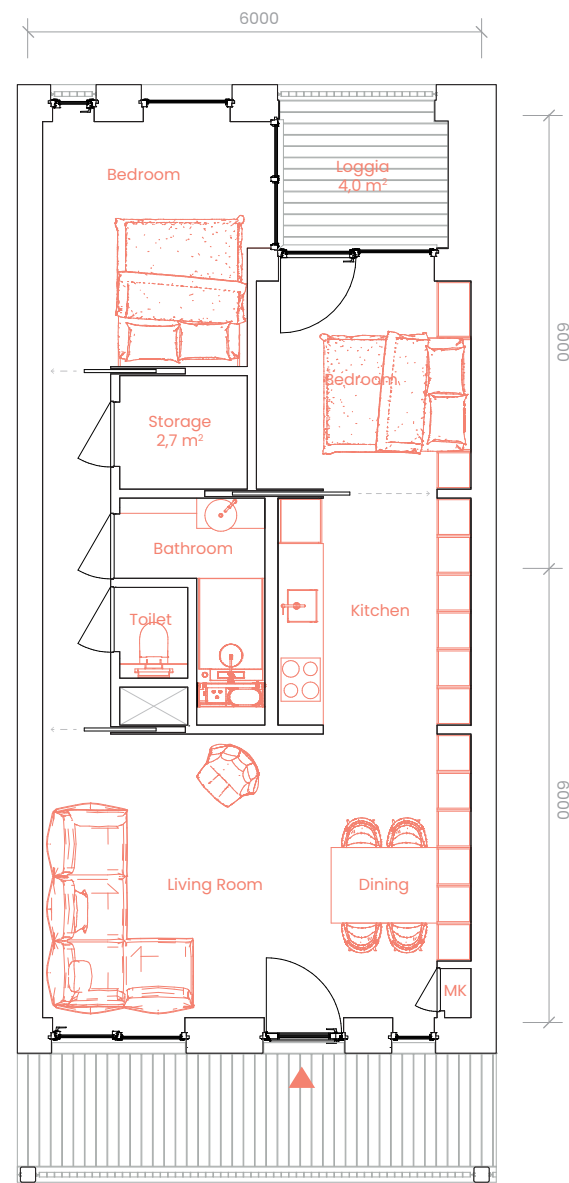 6000
Bedroom
Loggia
4,0 m²
6000
Bedroom
Storage
2,7 m²
Bathroom
Kitchen
Toilet
6000
Living Room
Dining
MK